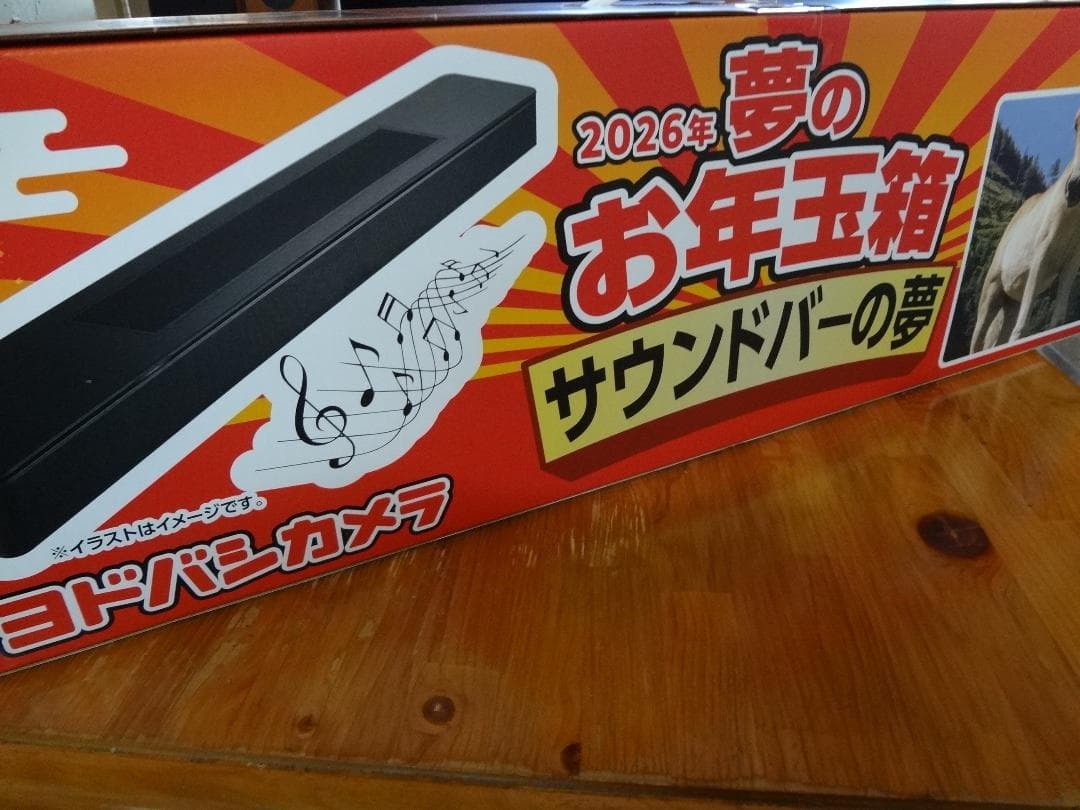 2026年 夢の
お年玉箱
サウンドバーの夢
※イラストはイメージです。
ヨドバシカメラ